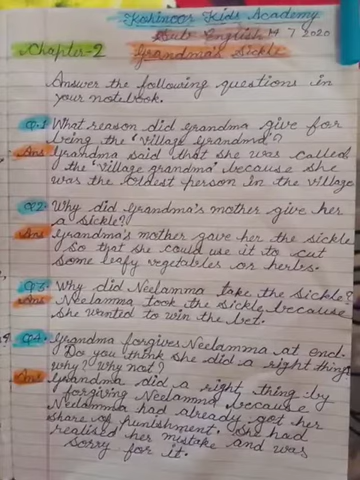 Kohinoor Kids Academy
Sub: English 14 7 2020
Chapter-2 Grandma's Sickle
Answer the following questions in
your notebook.
Q.1 What reason did grandma give for
being the 'village grandma'?
Ans Grandma said that she was called
the 'village grandma' because she
was the oldest person in the village
Q.2 Why did Grandma's mother give her
a sickle?
Ans Grandma's mother gave her the sickle
so that she could use it to cut
some leafy vegetables or herbs.
Q.3 Why did Neelamma take the sickle?
Ans Neelamma took the sickle because
she wanted to win the bet.
Q.4 Grandma forgives Neelamma at end.
Do you think she did a right thing
why? Why not?
Ans Grandma did a right thing by
forgiving Neelamma because
Neelamma had already got her
share of punishment. She had
realised her mistake and was
sorry for it.